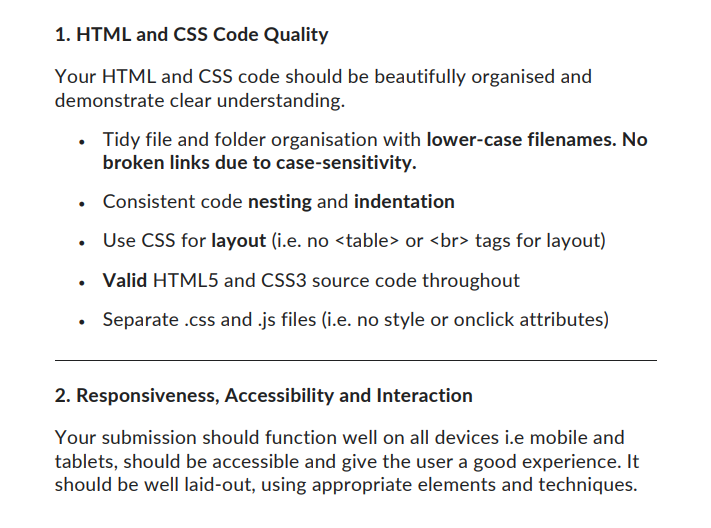 1. HTML and CSS Code Quality
Your HTML and CSS code should be beautifully organised and
demonstrate clear understanding.
• Tidy file and folder organisation with lower-case filenames. No
broken links due to case-sensitivity.
• Consistent code nesting and indentation
• Use CSS for layout (i.e. no <table> or <br> tags for layout)
• Valid HTML5 and CSS3 source code throughout
• Separate .css and .js files (i.e. no style or onclick attributes)
2. Responsiveness, Accessibility and Interaction
Your submission should function well on all devices i.e mobile and
tablets, should be accessible and give the user a good experience. It
should be well laid-out, using appropriate elements and techniques.